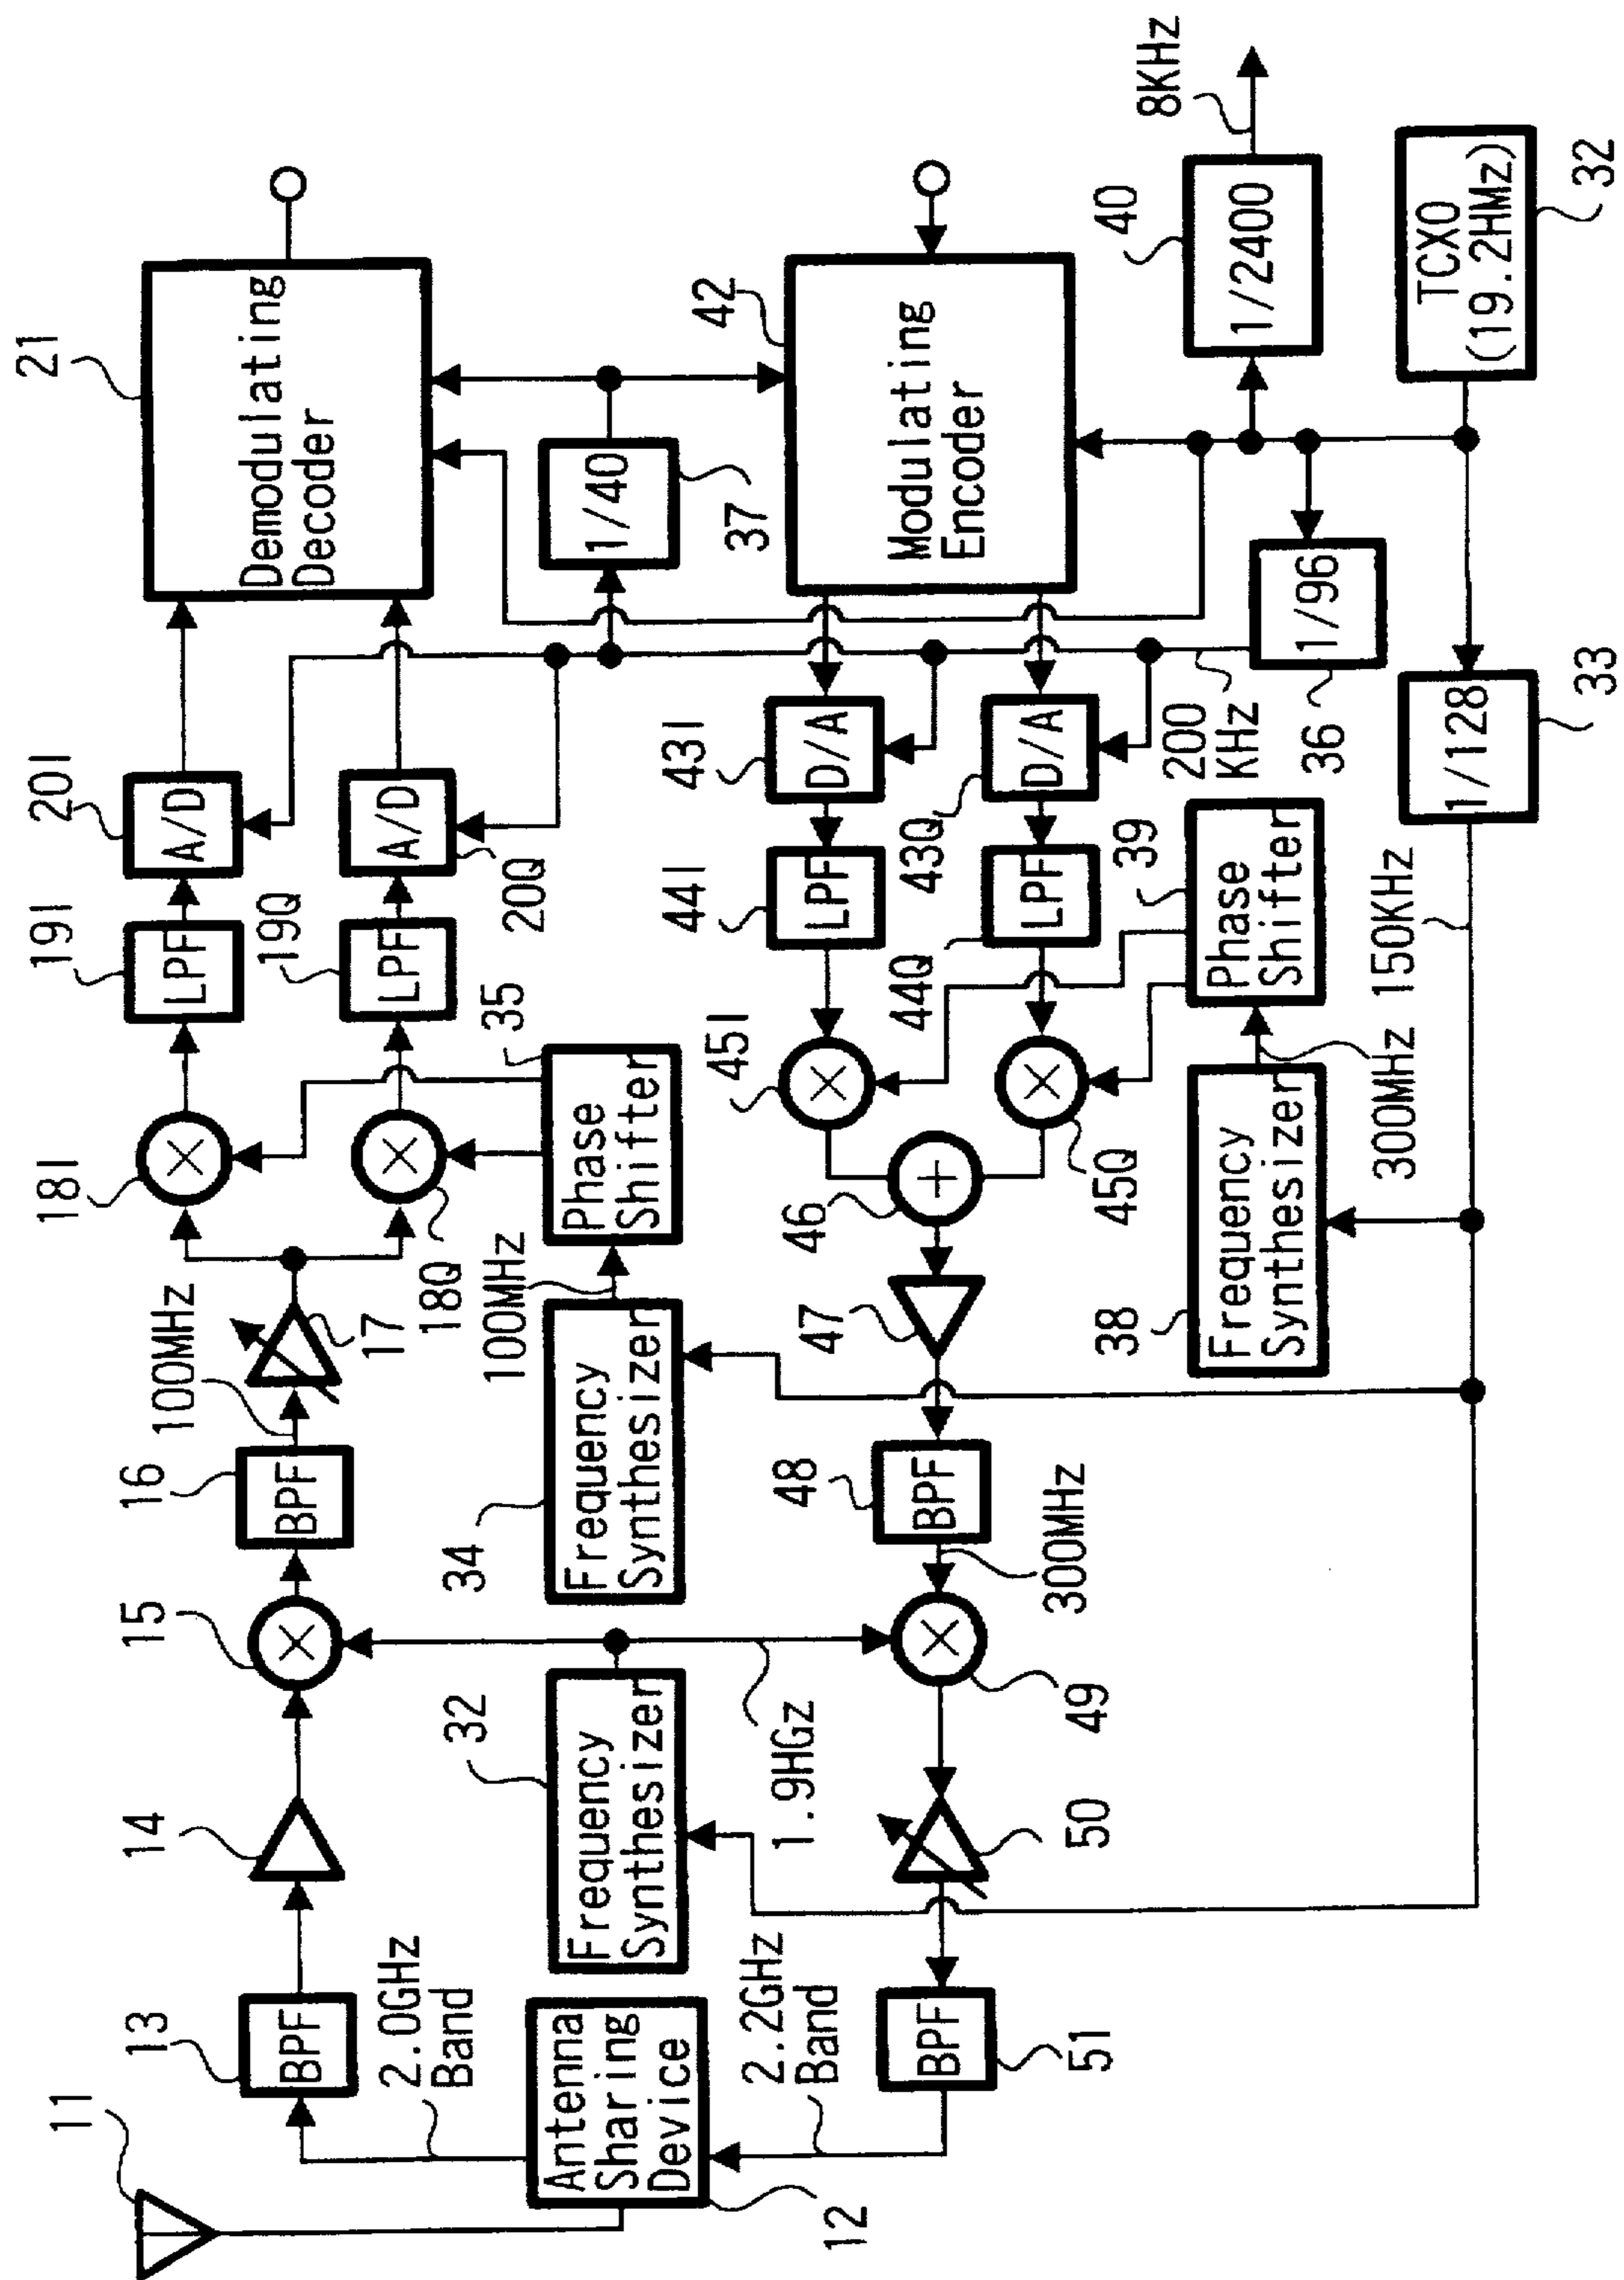 11
13
BPF
14
15
16
BPF
100MHz
17
18I
19I
LPF
20I
A/D
21
Demodulating
Decoder
2.0GHz
Band
Antenna
Sharing
Device
12
32
Frequency
Synthesizer
34
Frequency
Synthesizer
100MHz
18Q
35
Phase
Shifter
19Q
LPF
A/D
20Q
1/40
37
1.9HGz
2.2GHz
Band
BPF
51
50
49
48
BPF
300MHz
47
46
45I
45Q
44I
LPF
44Q
LPF
43I
D/A
43Q
D/A
42
Modulating
Encoder
38
Frequency
Synthesizer
300MHz
39
Phase
Shifter
200
KHz
1/96
36
40
1/2400
8KHz
150KHz
1/128
33
TCXO
(19.2HMz)
32